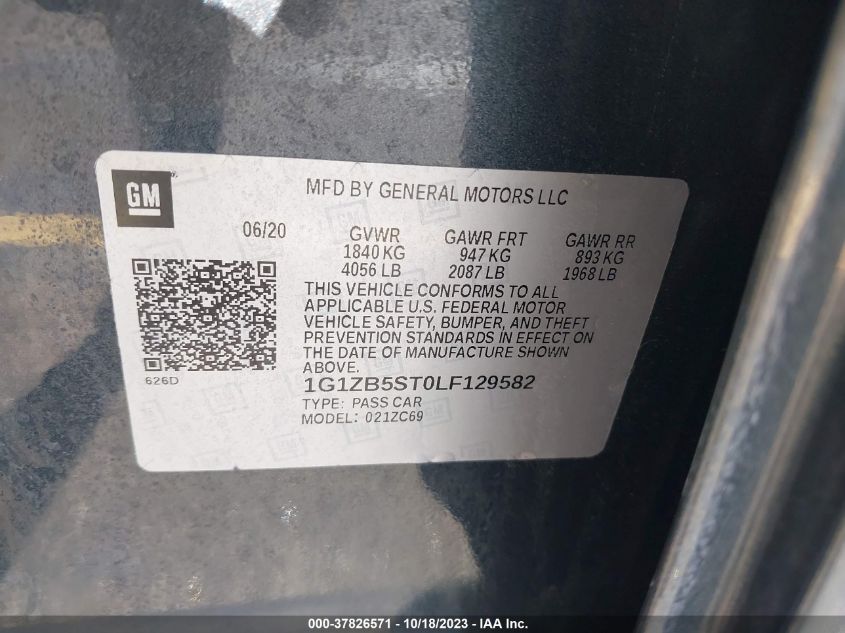 GM
MFD BY GENERAL MOTORS LLC
06/20
GVWR GAWR FRT GAWR RR
1840 KG 947 KG 893 KG
4056 LB 2087 LB 1968 LB
THIS VEHICLE CONFORMS TO ALL
APPLICABLE U.S. FEDERAL MOTOR
VEHICLE SAFETY, BUMPER, AND THEFT
PREVENTION STANDARDS IN EFFECT ON
THE DATE OF MANUFACTURE SHOWN
ABOVE.
626D
1G1ZB5ST0LF129582
TYPE: PASS CAR
MODEL: 021ZC69
000-37826571 - 10/18/2023 - IAA Inc.